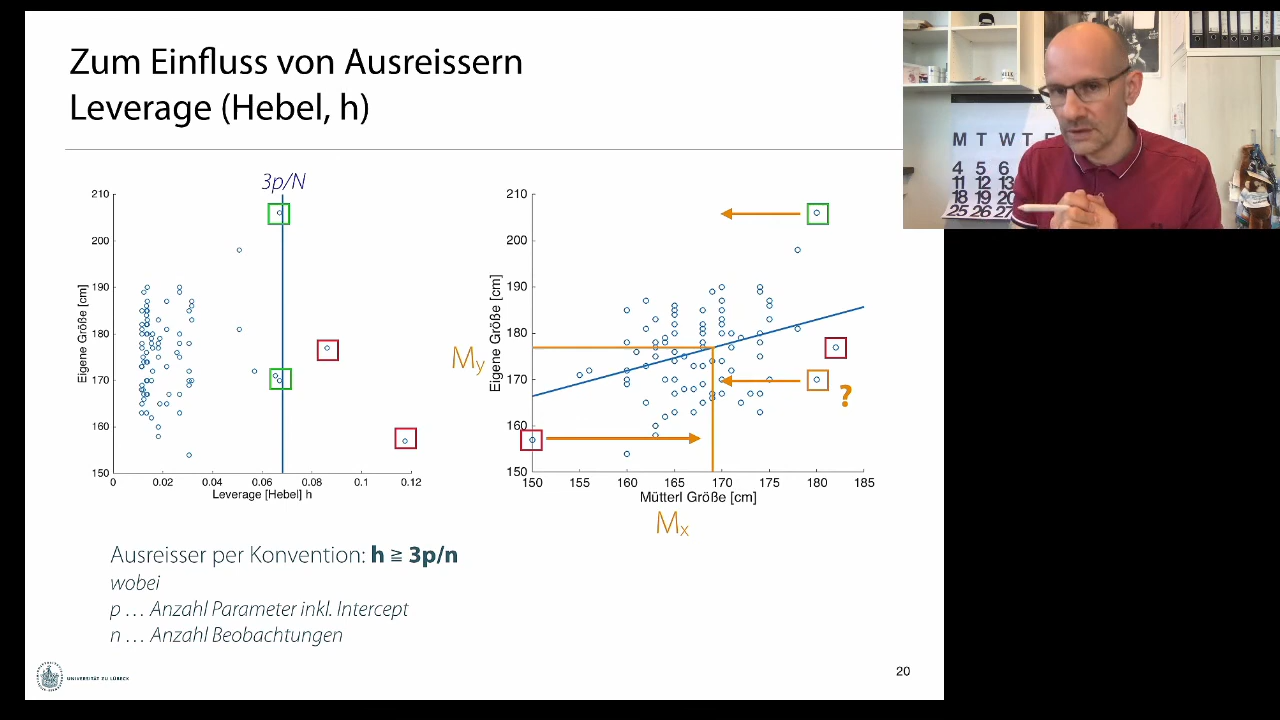 Zum Einfluss von Ausreissern
Leverage (Hebel, h)
3p/N
210
200
190
180
170
160
150
Eigene Größe [cm]
0 0.02 0.04 0.06 0.08 0.1 0.12
Leverage [Hebel] h
210
200
190
180
170
160
150
Eigene Größe [cm]
My
?
150 155 160 165 170 175 180 185
Mütterl Größe [cm]
Mx
Ausreisser per Konvention: h ≧ 3p/n
wobei
p … Anzahl Parameter inkl. Intercept
n … Anzahl Beobachtungen
UNIVERSITÄT ZU LÜBECK
20
M T W T F
4 5 6
11 12 13
18 19 20
25 26 27